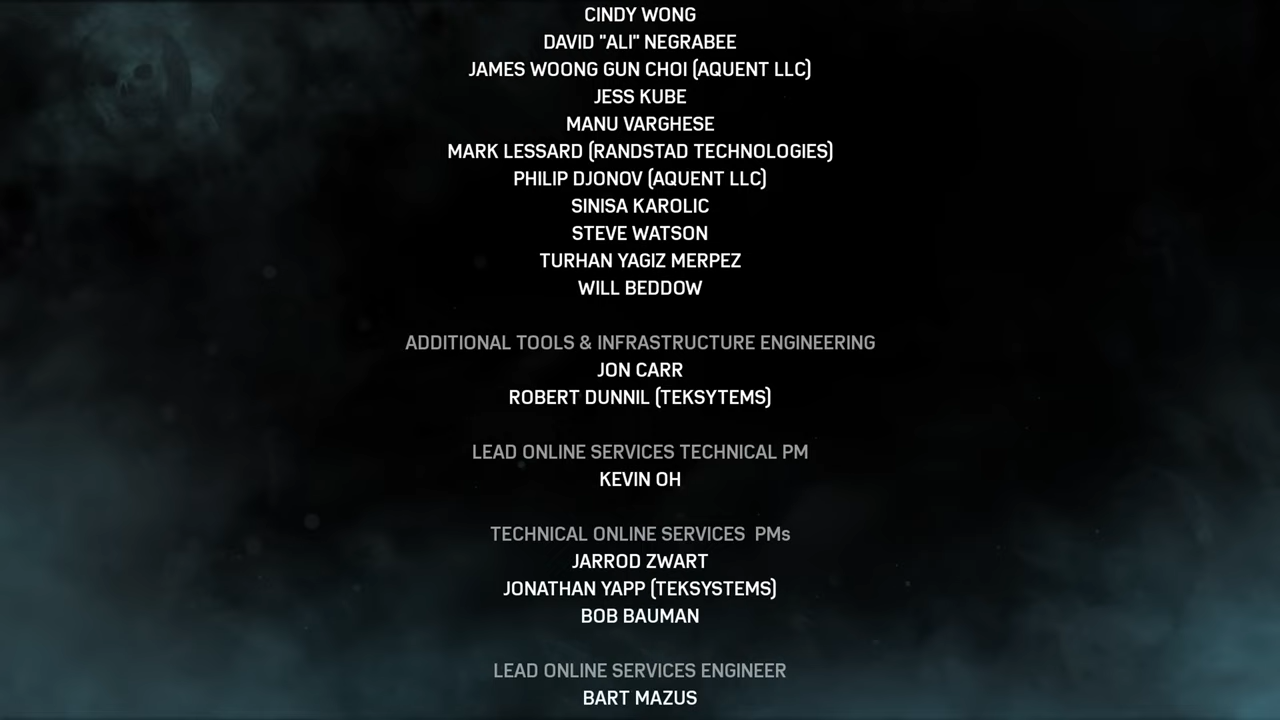 CINDY WONG
DAVID "ALI" NEGRABEE
JAMES WOONG GUN CHOI (AQUENT LLC)
JESS KUBE
MANU VARGHESE
MARK LESSARD (RANDSTAD TECHNOLOGIES)
PHILIP DJONOV (AQUENT LLC)
SINISA KAROLIC
STEVE WATSON
TURHAN YAGIZ MERPEZ
WILL BEDDOW
ADDITIONAL TOOLS & INFRASTRUCTURE ENGINEERING
JON CARR
ROBERT DUNNIL (TEKSYTEMS)
LEAD ONLINE SERVICES TECHNICAL PM
KEVIN OH
TECHNICAL ONLINE SERVICES  PMs
JARROD ZWART
JONATHAN YAPP (TEKSYSTEMS)
BOB BAUMAN
LEAD ONLINE SERVICES ENGINEER
BART MAZUS